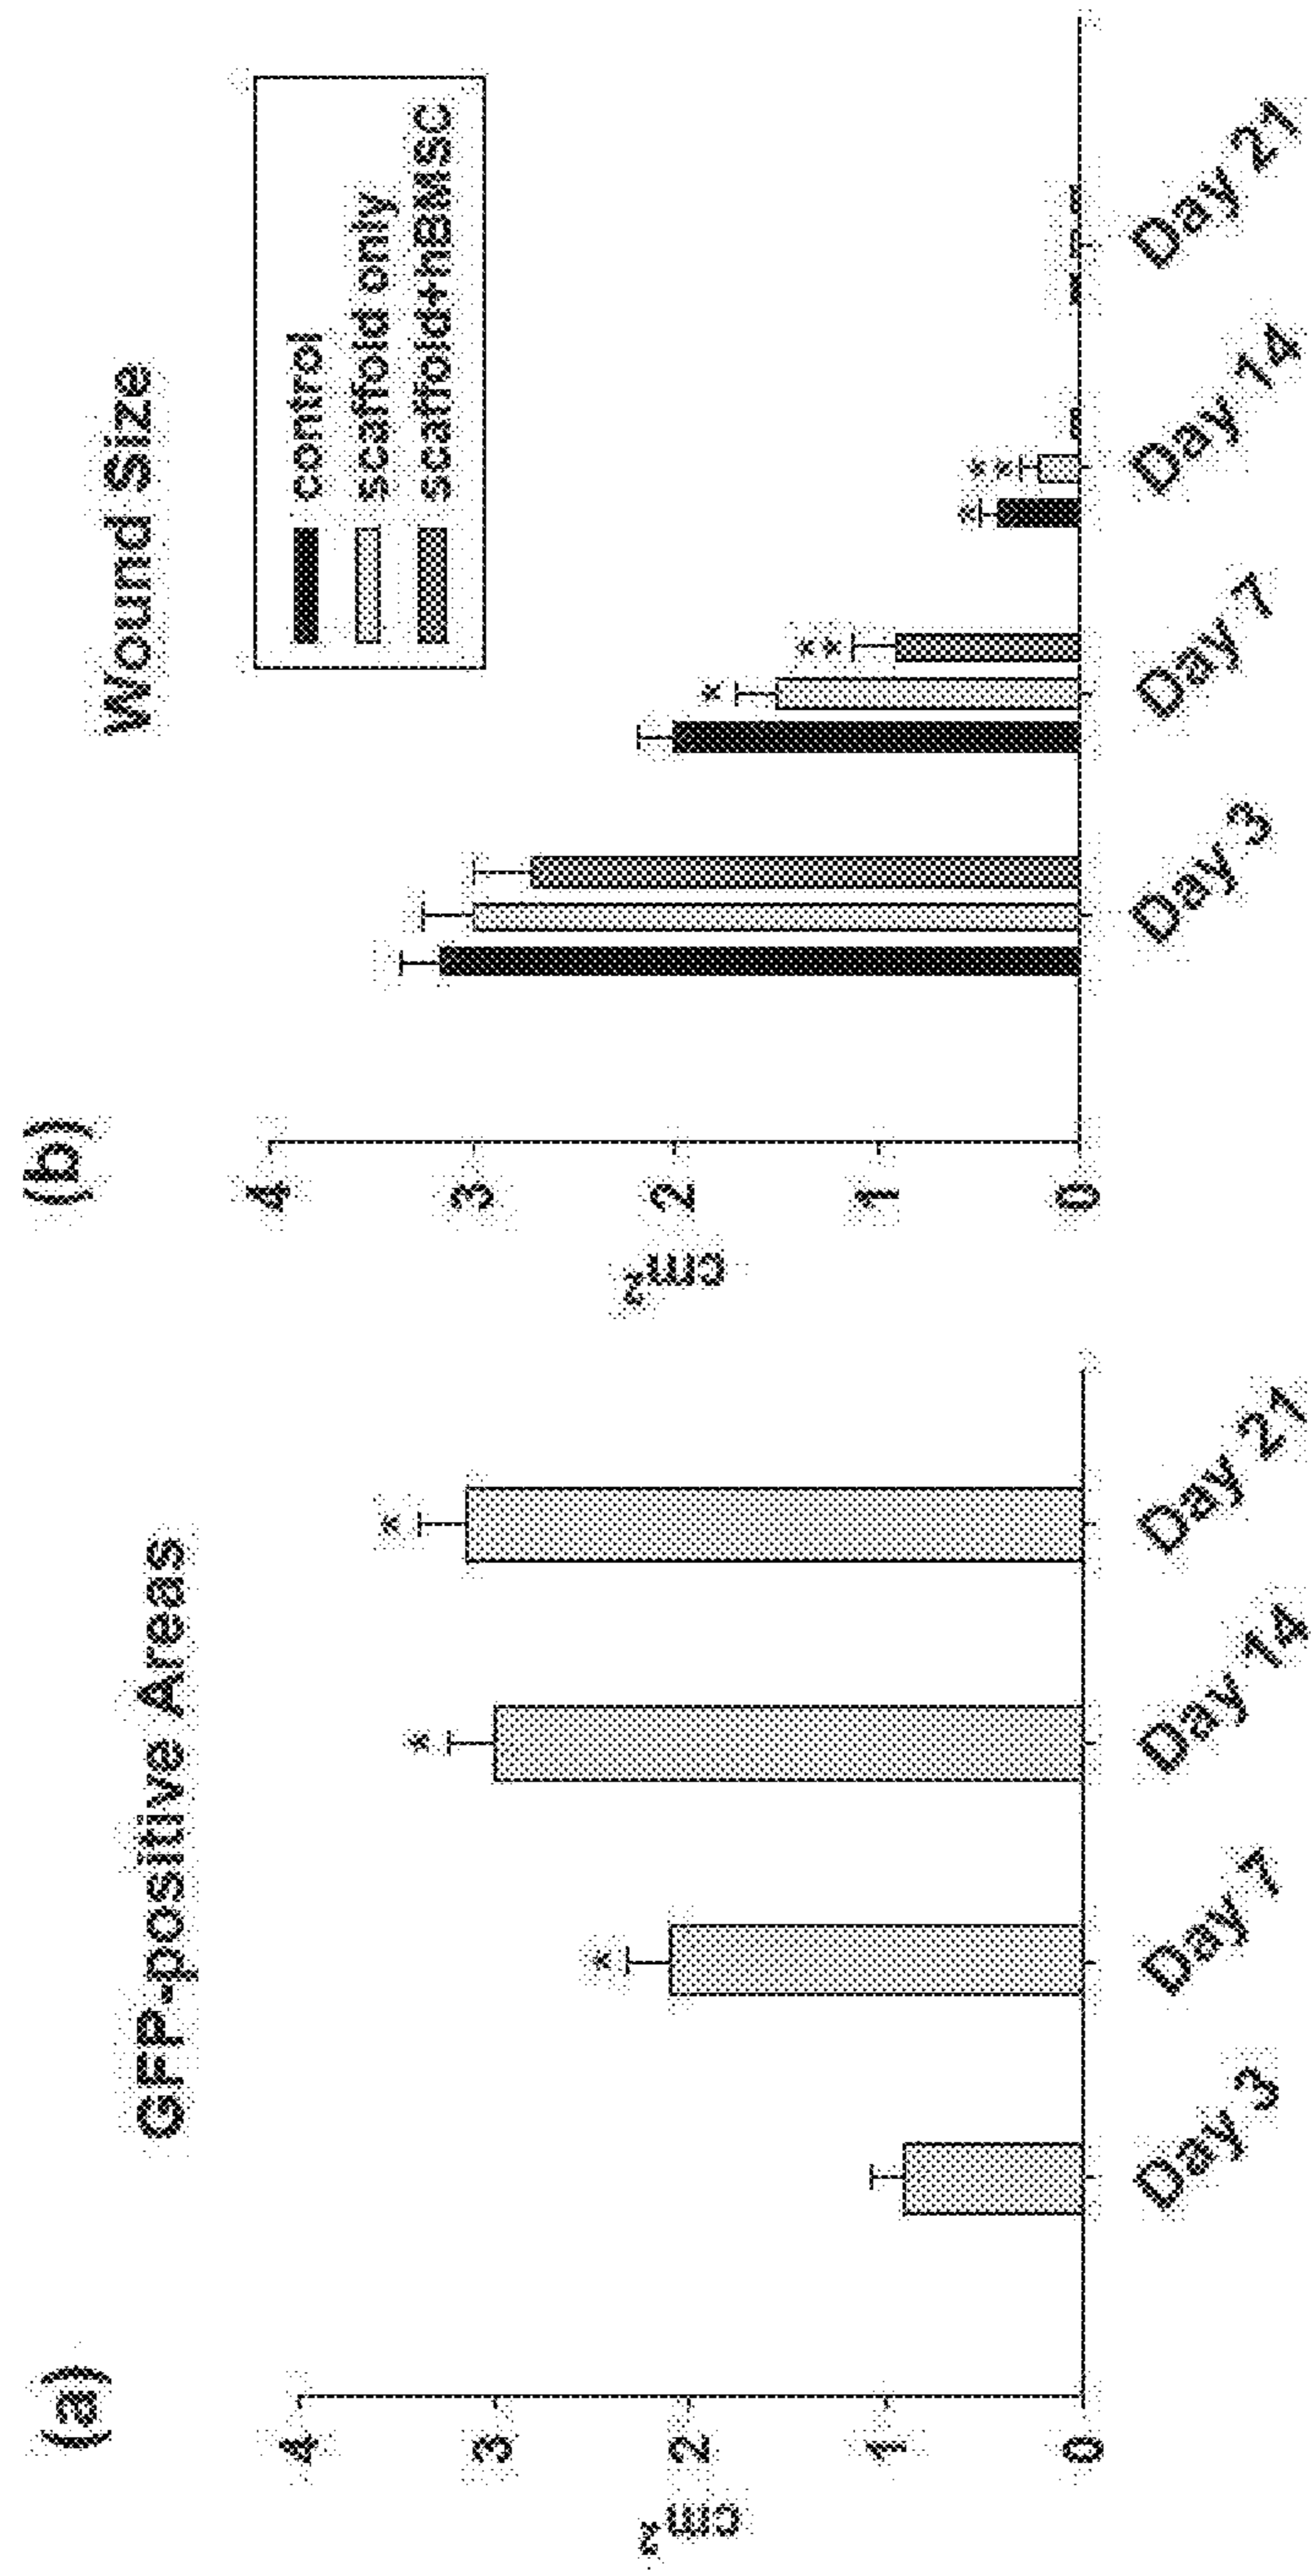 (a)
GFP-positive Areas
cm²
4
3
2
1
0
*
*
*
Day 3
Day 7
Day 14
Day 21
(b)
Wound Size
control
scaffold only
scaffold+hBMSC
cm²
4
3
2
1
0
*
**
*
**
Day 3
Day 7
Day 14
Day 21